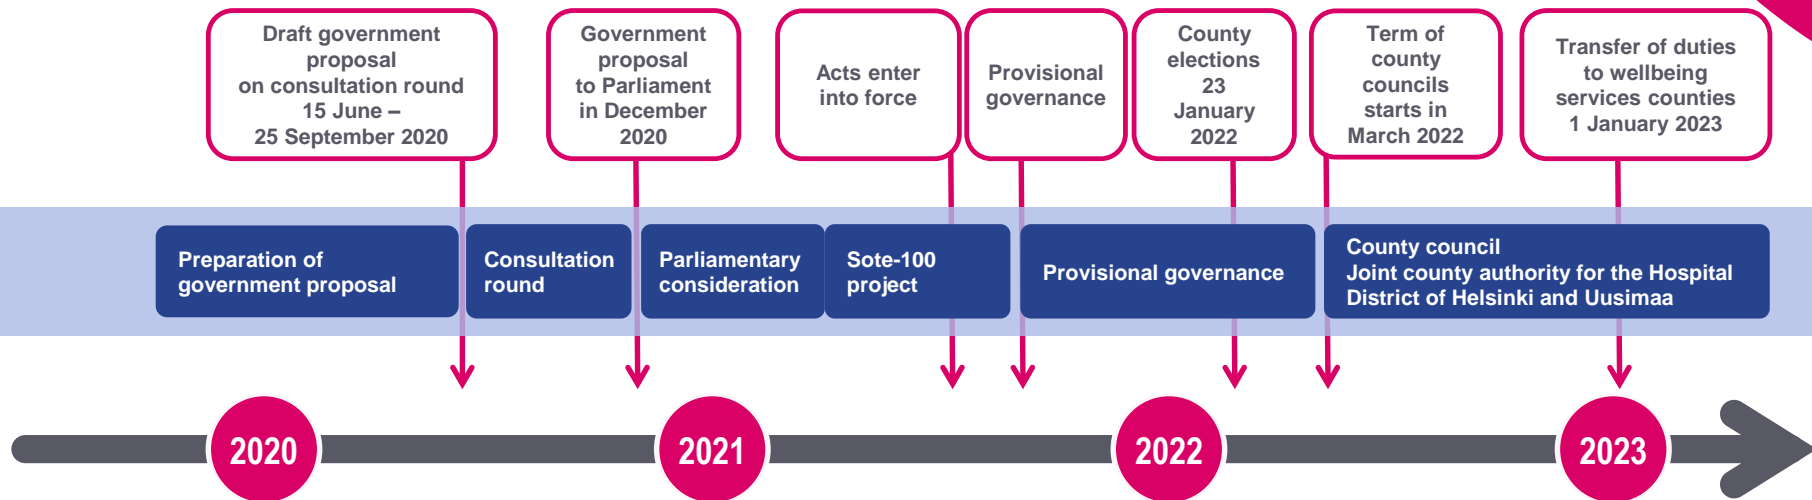 Draft government
proposal
on consultation round
15 June –
25 September 2020
Government
proposal
to Parliament
in December
2020
Acts enter
into force
Provisional
governance
County
elections
23
January
2022
Term of
county
councils
starts in
March 2022
Transfer of duties
to wellbeing
services counties
1 January 2023
Preparation of
government proposal
Consultation
round
Parliamentary
consideration
Sote-100
project
Provisional governance
County council
Joint county authority for the Hospital
District of Helsinki and Uusimaa
2020
2021
2022
2023